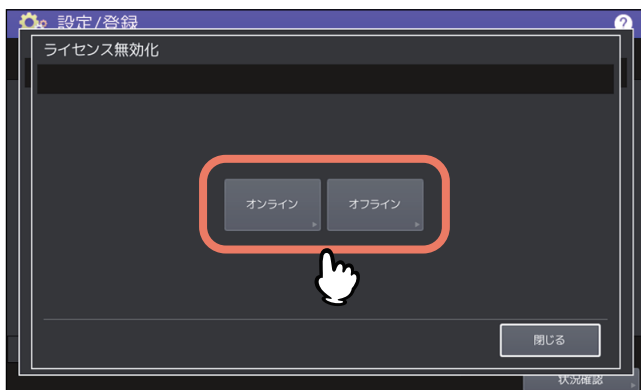 設定/登録
?
ライセンス無効化
オンライン
オフライン
閉じる
状況確認